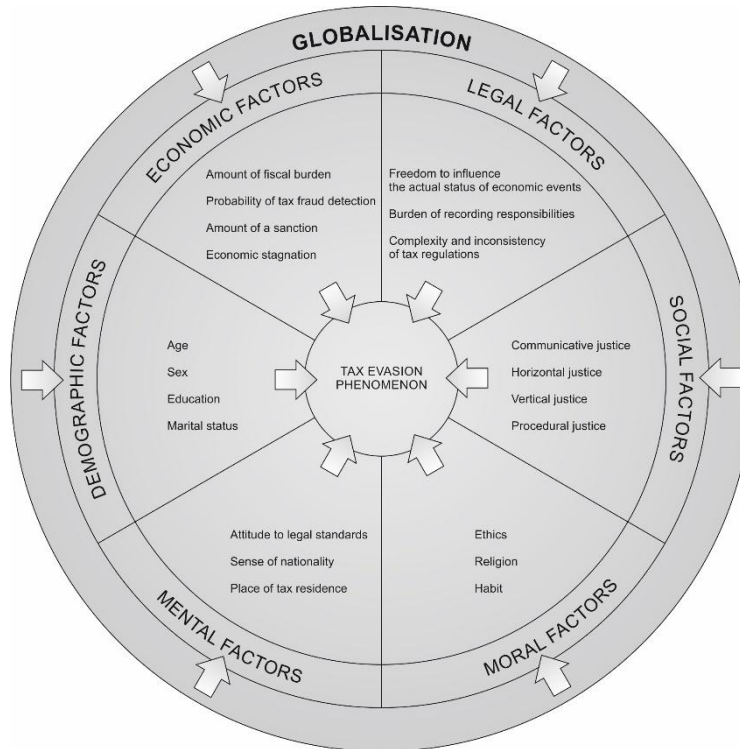 GLOBALISATION
ECONOMIC FACTORS
Amount of fiscal burden
Probability of tax fraud detection
Amount of a sanction
Economic stagnation
LEGAL FACTORS
Freedom to influence
the actual status of economic events
Burden of recording responsibilities
Complexity and inconsistency
of tax regulations
DEMOGRAPHIC FACTORS
Age
Sex
Education
Marital status
TAX EVASION
PHENOMENON
SOCIAL FACTORS
Communicative justice
Horizontal justice
Vertical justice
Procedural justice
MENTAL FACTORS
Attitude to legal standards
Sense of nationality
Place of tax residence
MORAL FACTORS
Ethics
Religion
Habit